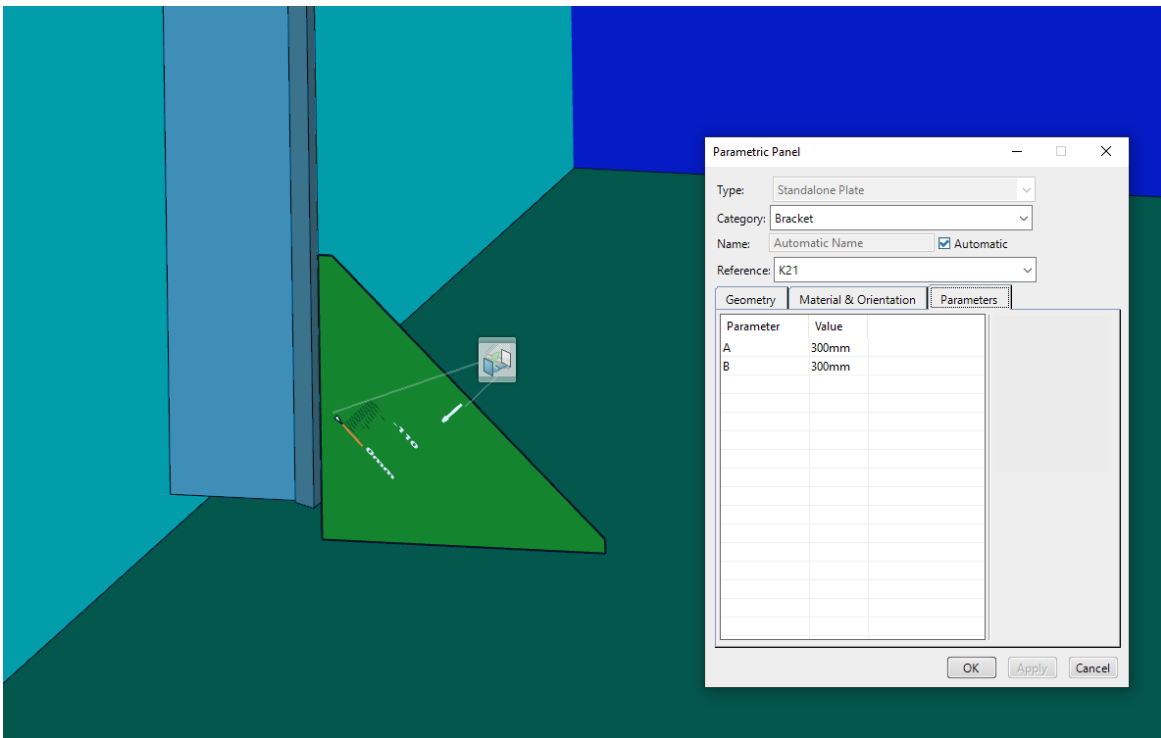 Parametric Panel
Type: Standalone Plate
Category: Bracket
Name: Automatic Name Automatic
Reference: K21
Geometry Material & Orientation Parameters
Parameter Value
A 300mm
B 300mm
OK Apply Cancel
0mm